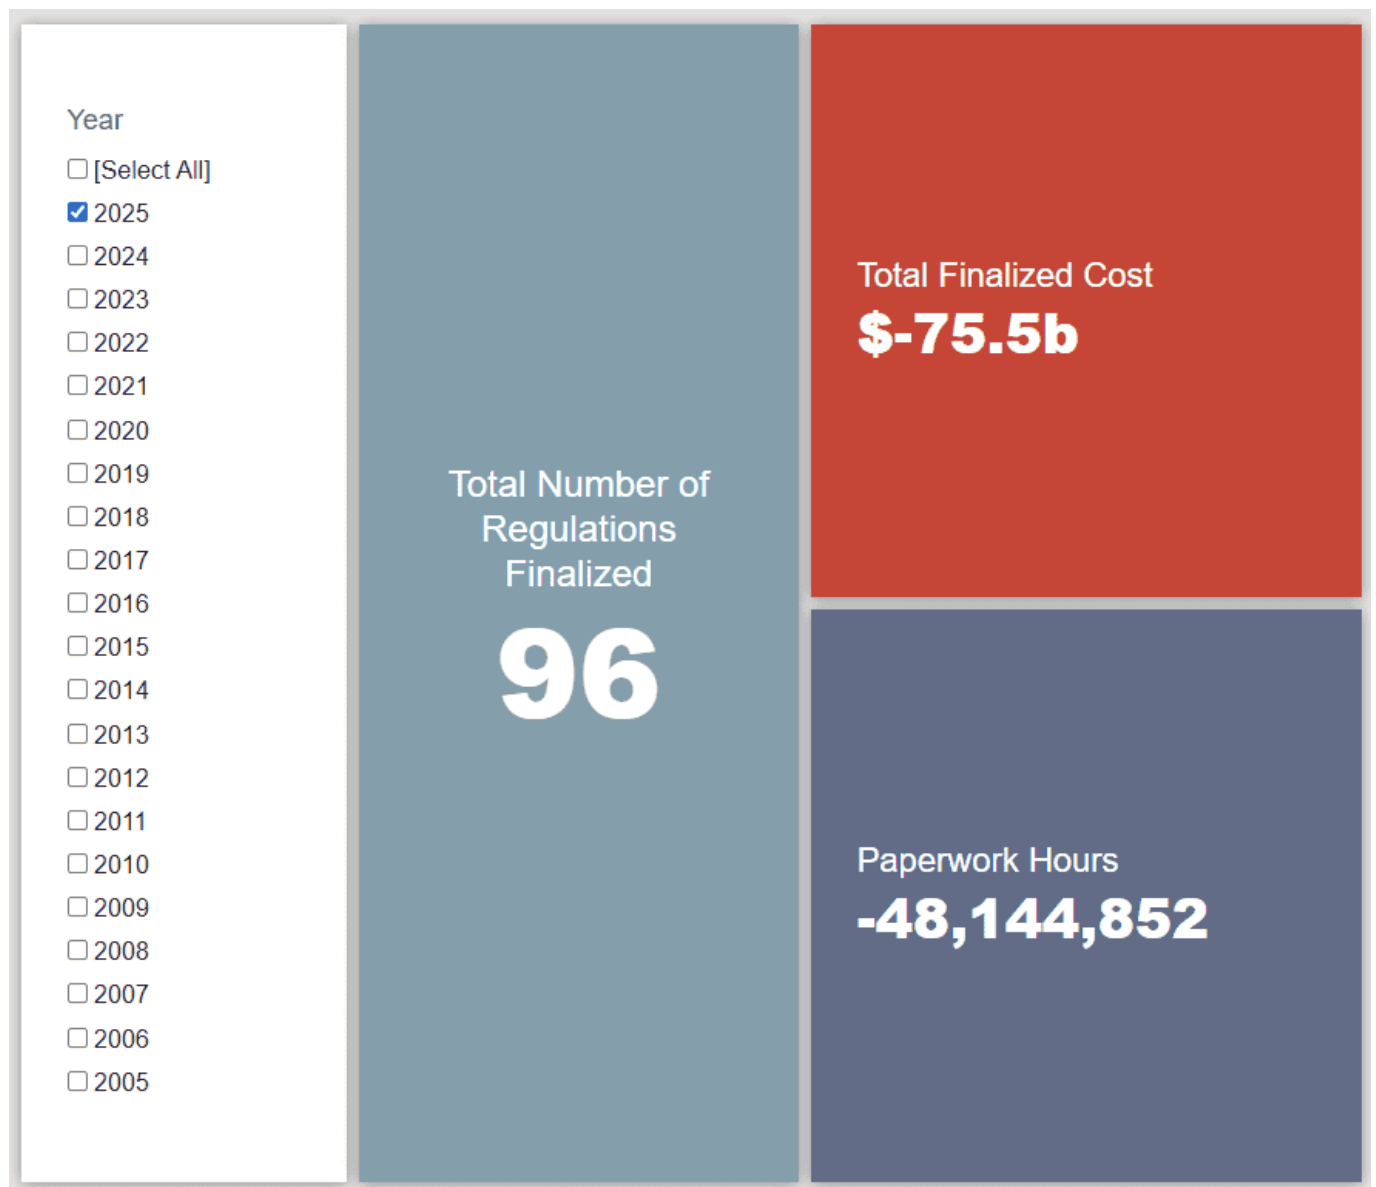 Year
[Select All]
2025
2024
2023
2022
2021
2020
2019
2018
2017
2016
2015
2014
2013
2012
2011
2010
2009
2008
2007
2006
2005
Total Number of
Regulations
Finalized
96
Total Finalized Cost
$-75.5b
Paperwork Hours
-48,144,852